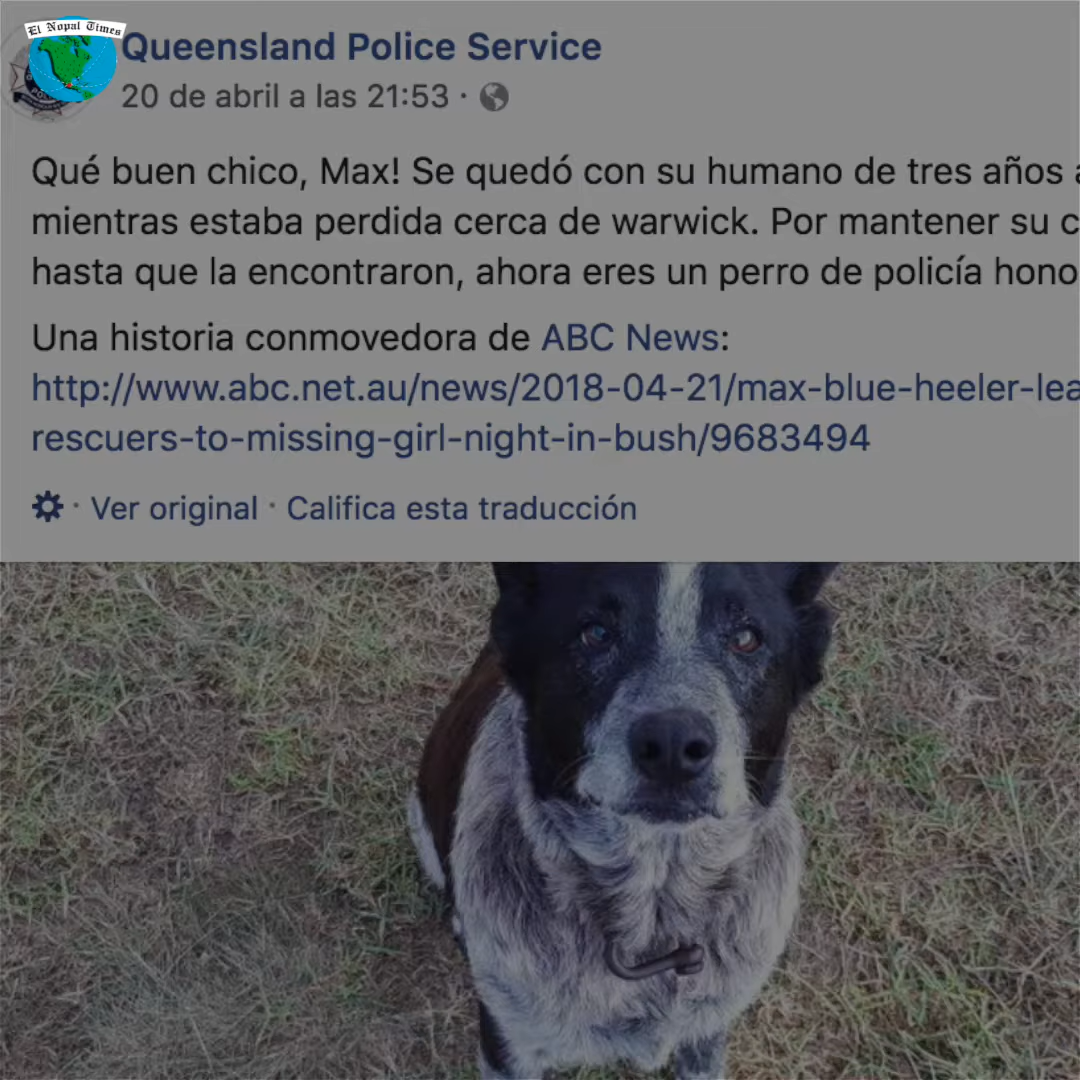 El Nopal Times
Queensland Police Service
20 de abril a las 21:53 ·
Qué buen chico, Max! Se quedó con su humano de tres años
mientras estaba perdida cerca de warwick. Por mantener su
hasta que la encontraron, ahora eres un perro de policía
Una historia conmovedora de ABC News:
http://www.abc.net.au/news/2018-04-21/max-blue-heeler-lea
rescuers-to-missing-girl-night-in-bush/9683494
· Ver original · Califica esta traducción